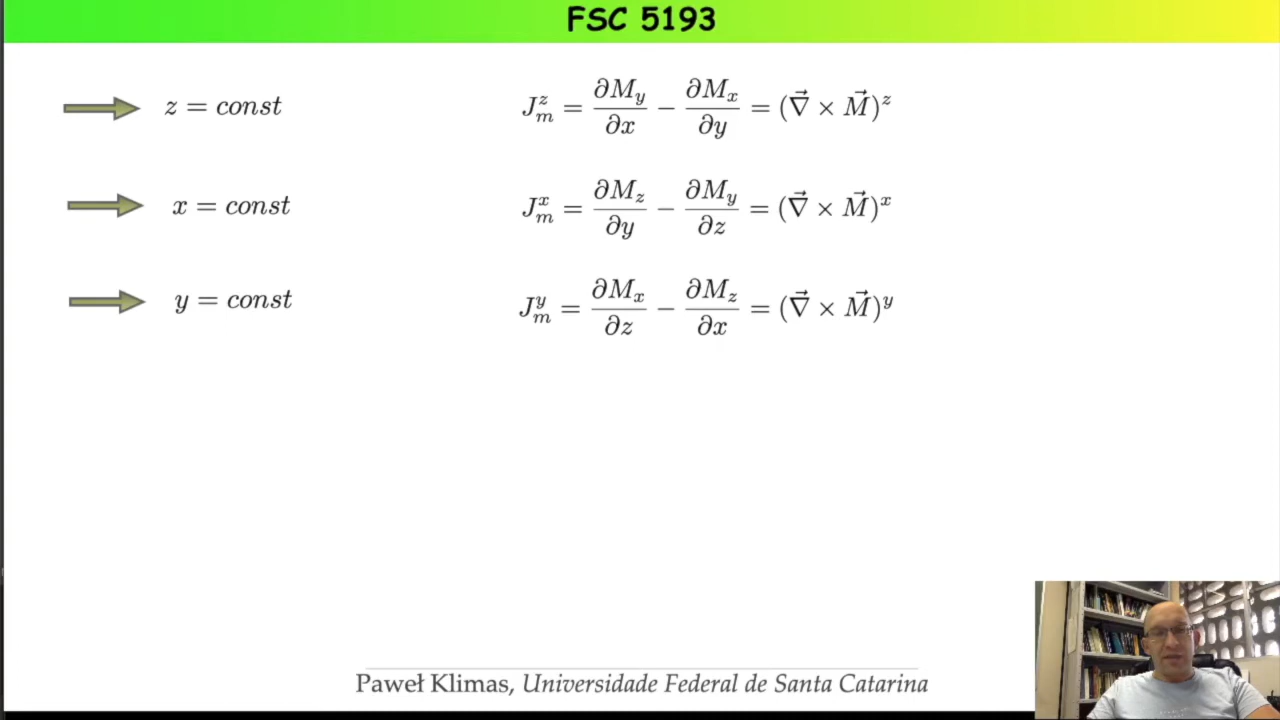 FSC 5193
z = const
J_m^z = ∂M_y/∂x − ∂M_x/∂y = (∇⃗ × M⃗)^z
x = const
J_m^x = ∂M_z/∂y − ∂M_y/∂z = (∇⃗ × M⃗)^x
y = const
J_m^y = ∂M_x/∂z − ∂M_z/∂x = (∇⃗ × M⃗)^y
Paweł Klimas, Universidade Federal de Santa Catarina